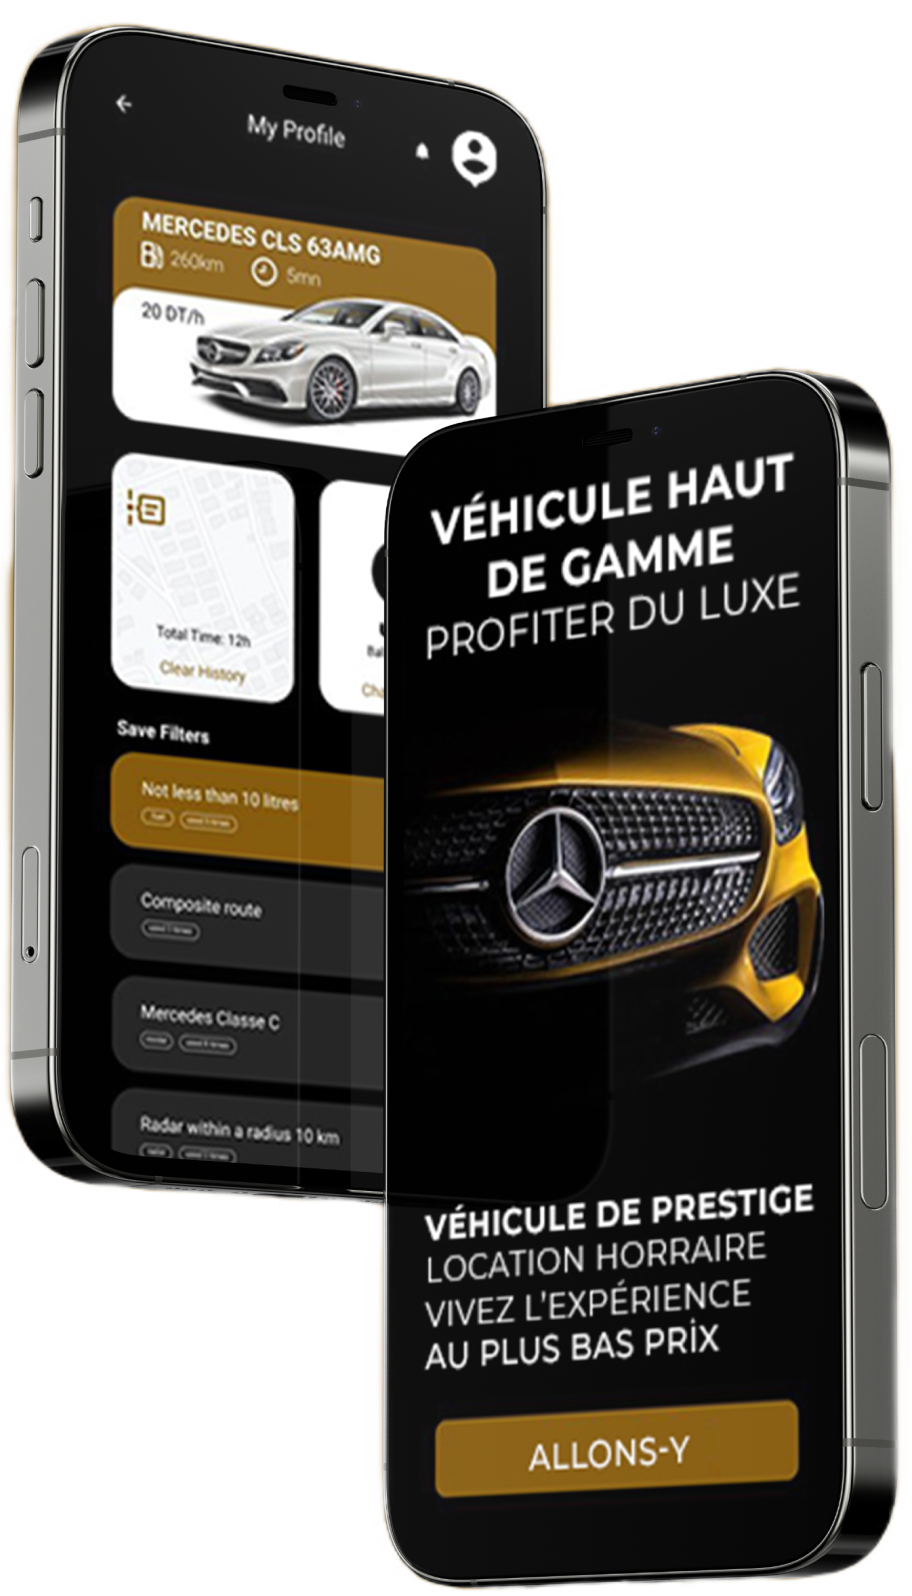 My Profile
MERCEDES CLS 63AMG
260km 5mn
20 DT/h
Total Time: 12h
Clear History
Save Filters
Not less than 10 litres
Composite route
Mercedes Classe C
Radar within a radius 10 km
VÉHICULE HAUT
DE GAMME
PROFITER DU LUXE
VÉHICULE DE PRESTIGE
LOCATION HORRAIRE
VIVEZ L'EXPÉRIENCE
AU PLUS BAS PRİX
ALLONS-Y